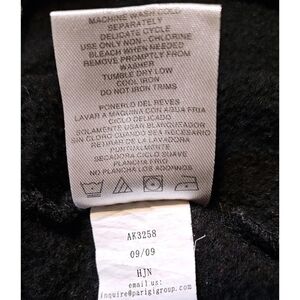 MACHINE WASH COLD
SEPARATELY
DELICATE CYCLE
USE ONLY NON - CHLORINE
BLEACH WHEN NEEDED
REMOVE PROMPTLY FROM
WASHER
TUMBLE DRY LOW
COOL IRON
DO NOT IRON TRIMS
PONERLO DEL REVES
LAVAR A MAQUINA CON AGUA FRIA
CICLO DELICADO
SOLAMENTE USAR BLANQUEADOR
SIN CLORO CUANDO SEA NECESARIO
RETIRAR DE LA LAVADORA
PUNTUALMENTE
SECADORA CICLO SUAVE
PLANCHA FRIO
NO PLANCHA LOS ADORNOS
AK3258
09/09
HJN
email us:
inquire@parigigroup.com